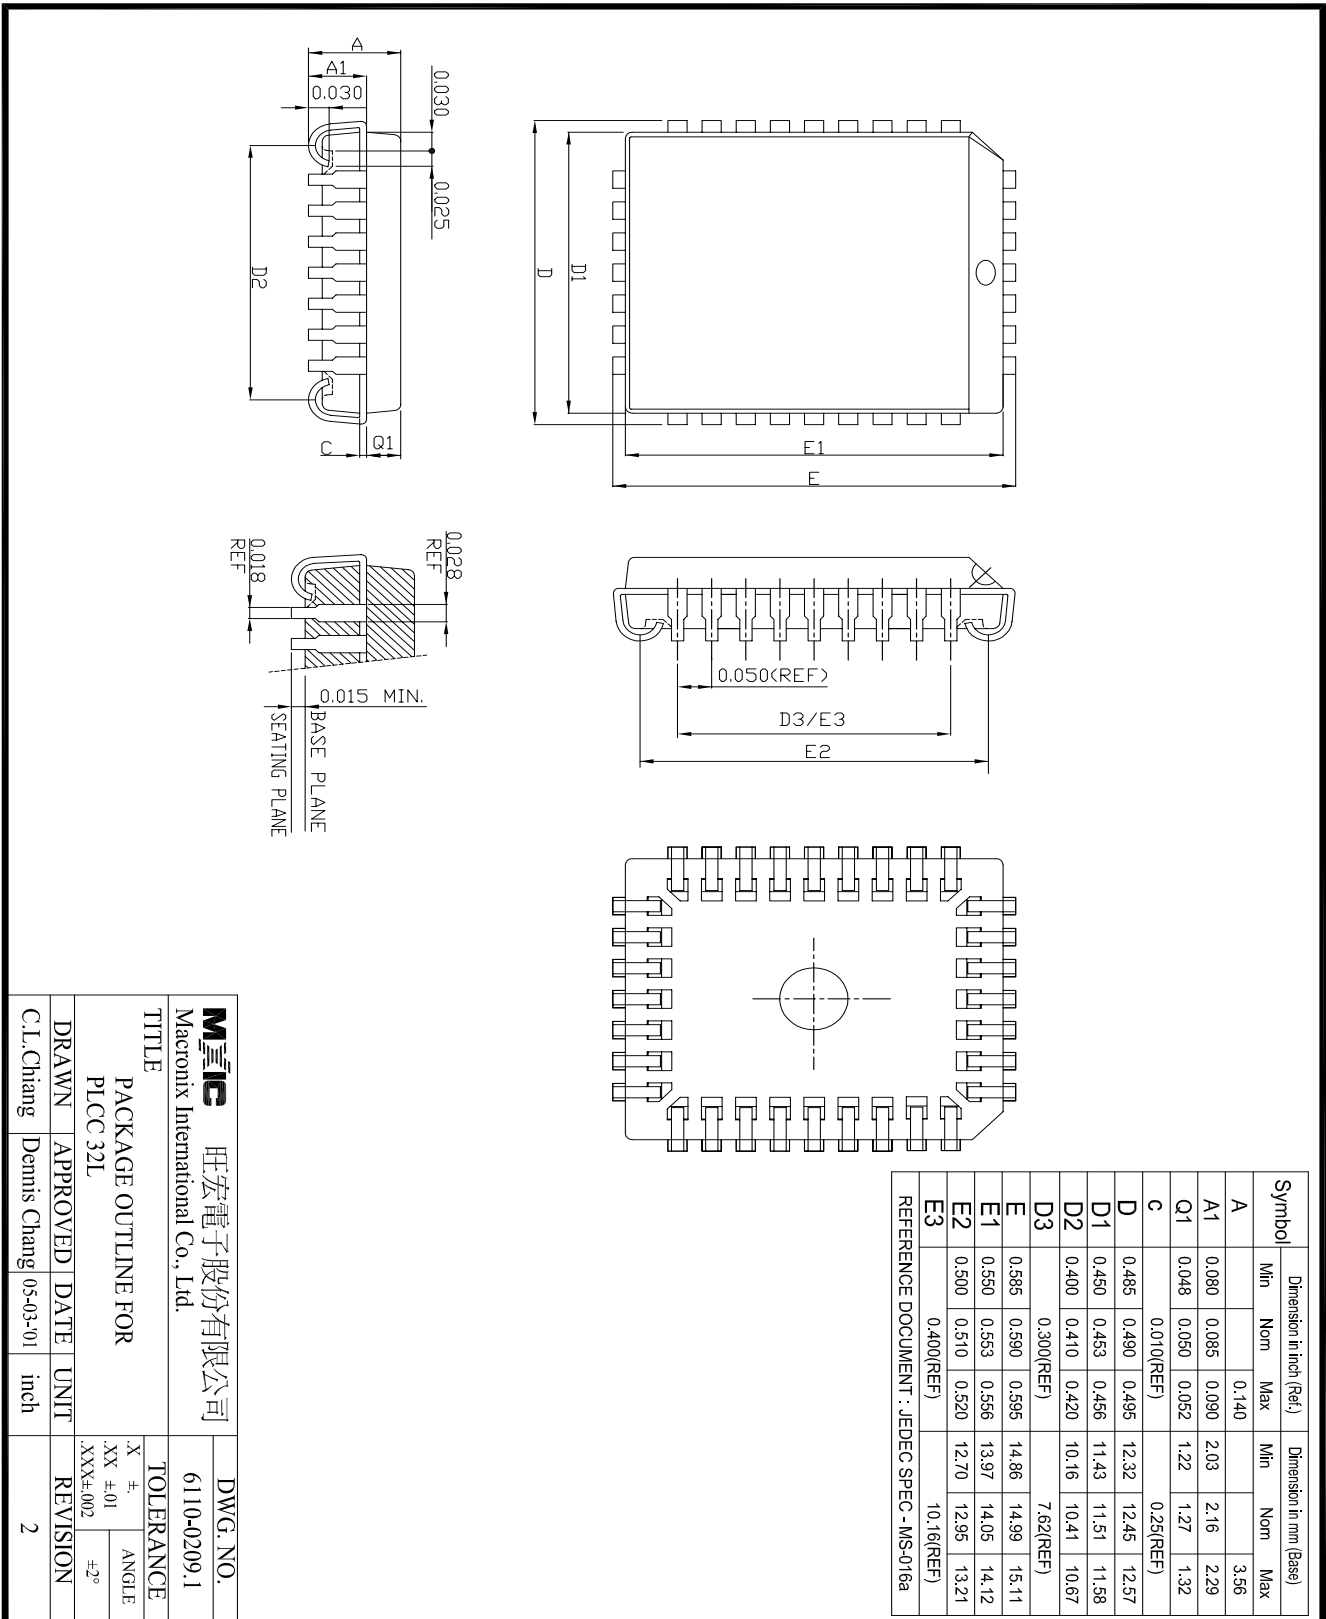 A
A1
0.030
0.030
0.025
D2
C
Q1
D
D1
E1
E
0.028
REF
0.018
REF
0.015 MIN.
BASE PLANE
SEATING PLANE
0.050(REF)
D3/E3
E2
Symbol Dimension in inch (Ref.) Dimension in mm (Base)
Min Nom Max Min Nom Max
A 0.140 3.56
A1 0.080 0.085 0.090 2.03 2.16 2.29
Q1 0.048 0.050 0.052 1.22 1.27 1.32
C 0.010(REF) 0.25(REF)
D 0.485 0.490 0.495 12.32 12.45 12.57
D1 0.450 0.453 0.456 11.43 11.51 11.58
D2 0.400 0.410 0.420 10.16 10.41 10.67
D3 0.300(REF) 7.62(REF)
E 0.585 0.590 0.595 14.86 14.99 15.11
E1 0.550 0.553 0.556 13.97 14.05 14.12
E2 0.500 0.510 0.520 12.70 12.95 13.21
E3 0.400(REF) 10.16(REF)
REFERENCE DOCUMENT : JEDEC SPEC - MS-016a
MXIC 旺宏電子股份有限公司
Macronix International Co., Ltd.
DWG. NO.
6110-0209.1
TITLE
PACKAGE OUTLINE FOR
PLCC 32L
TOLERANCE
.X ±.
.XX ±.01
.XXX±.002
ANGLE
±2°
DRAWN APPROVED DATE UNIT REVISION
C.L.Chiang Dennis Chang 05-03-'01 inch 2